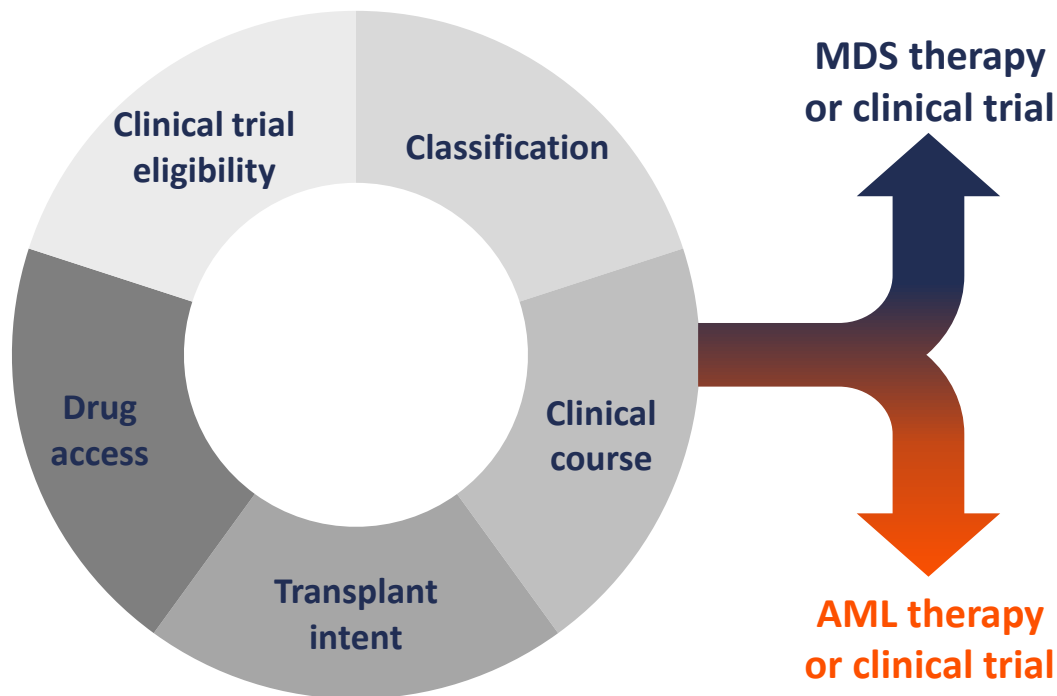 Clinical trial
eligibility
Classification
Clinical
course
Transplant
intent
Drug
access
MDS therapy
or clinical trial
AML therapy
or clinical trial